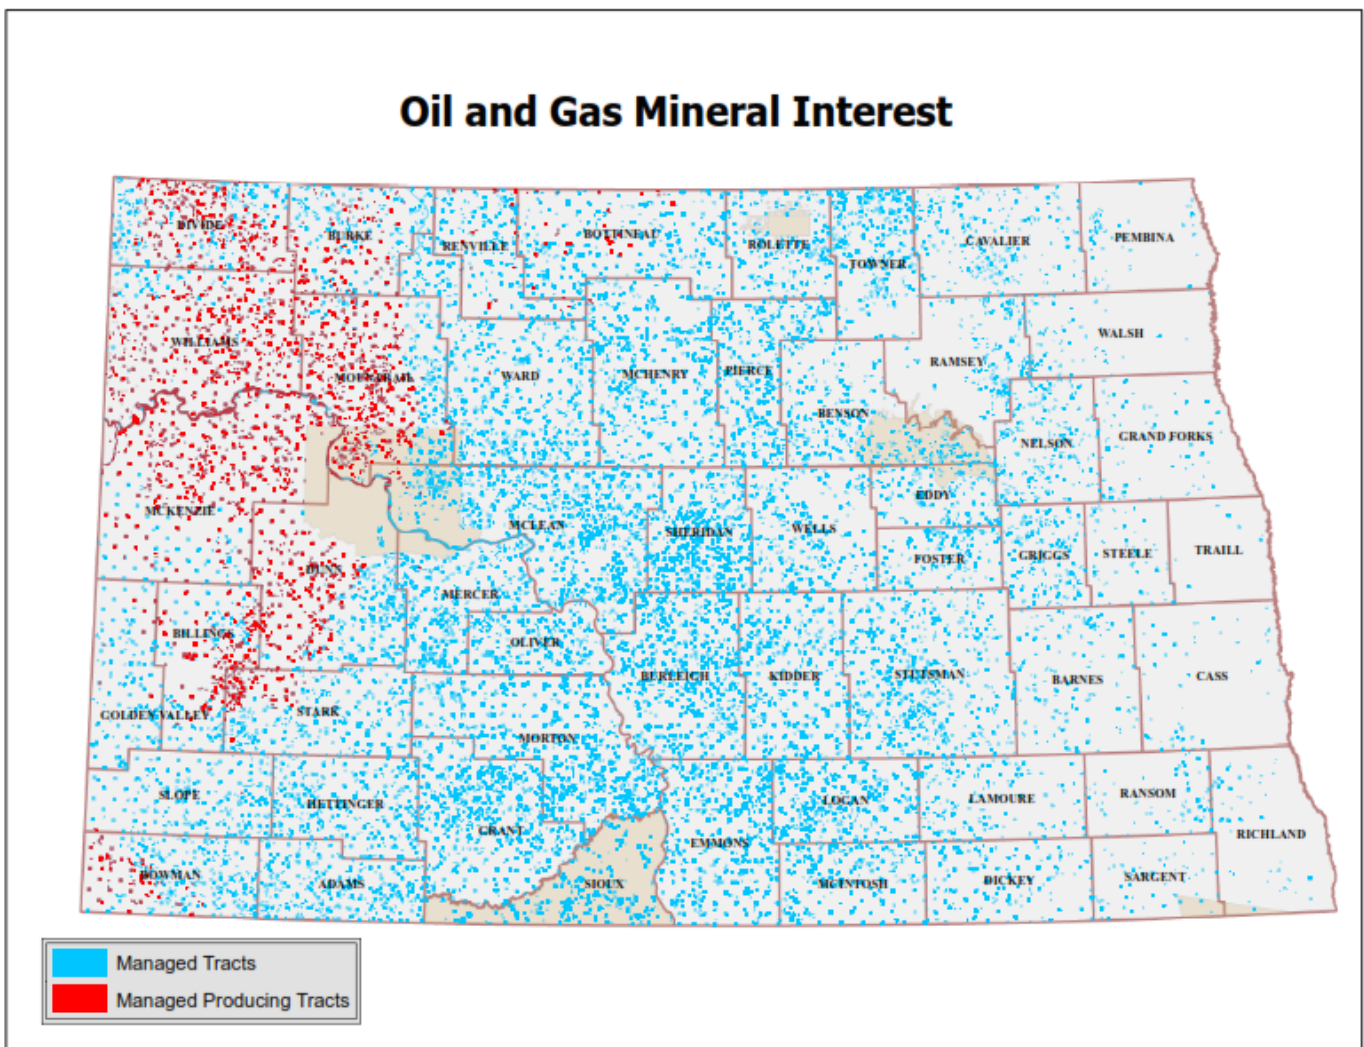 Oil and Gas Mineral Interest
DIVIDE
BURKE
RENVILLE
BOTTINEAU
ROLETTE
TOWNER
CAVALIER
PEMBINA
WILLIAMS
MOUNTRAIL
WARD
MCHENRY
PIERCE
BENSON
RAMSEY
WALSH
NELSON
GRAND FORKS
MCKENZIE
DUNN
MCLEAN
SHERIDAN
WELLS
EDDY
FOSTER
GRIGGS
STEELE
TRAILL
MERCER
OLIVER
BILLINGS
GOLDEN VALLEY
STARK
MORTON
BURLEIGH
KIDDER
STUTSMAN
BARNES
CASS
SLOPE
HETTINGER
GRANT
EMMONS
LOGAN
LAMOURE
RANSOM
RICHLAND
BOWMAN
ADAMS
SIOUX
MCINTOSH
DICKEY
SARGENT
Managed Tracts
Managed Producing Tracts